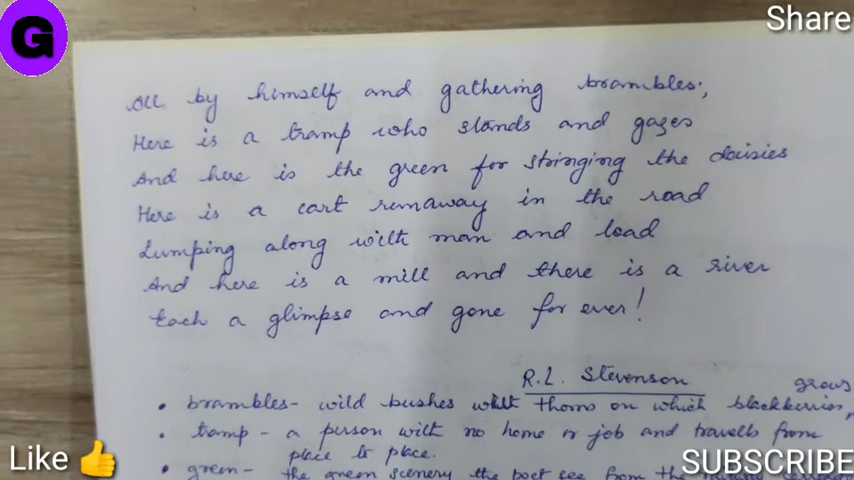 G
Share
All by himself and gathering brambles;,
Here is a tramp who stands and gazes
And here is the green for stringing the daisies
Here is a cart runaway in the road
Lumping along with man and load
And here is a mill and there is a river
Each a glimpse and gone for ever!
R.L. Stevenson
• brambles- wild bushes with thorns on which blackberries, grows
• tramp - a person with no home or job and travells from
place to place.
• green- the green scenery the poet see from the
Like 👍
SUBSCRIBE